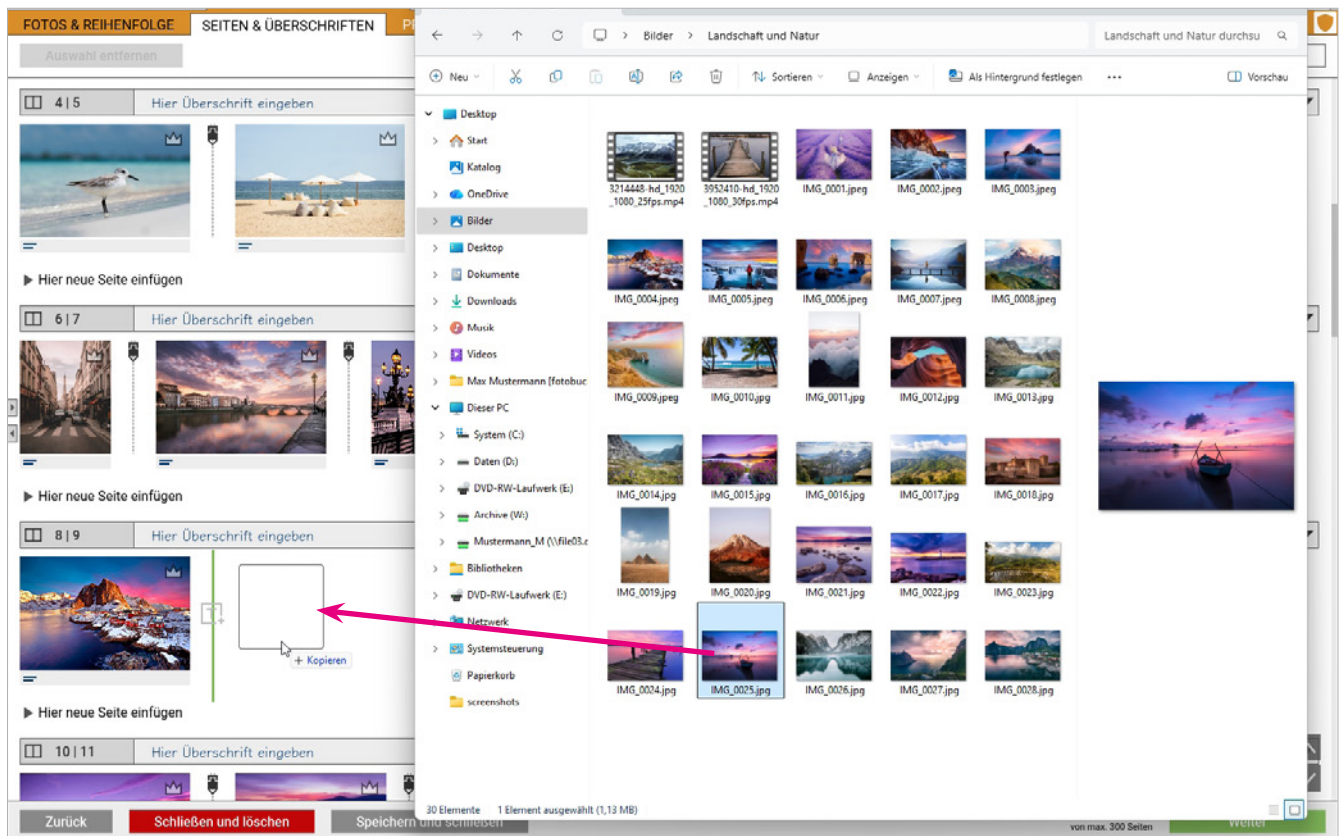 FOTOS & REIHENFOLGE
SEITEN & ÜBERSCHRIFTEN
Auswahl entfernen
4|5
Hier Überschrift eingeben
Hier neue Seite einfügen
6|7
Hier Überschrift eingeben
Hier neue Seite einfügen
8|9
Hier Überschrift eingeben
+ Kopieren
Hier neue Seite einfügen
10|11
Hier Überschrift eingeben
Zurück
Schließen und löschen
Speichern und schließen
von max. 300 Seiten
Weiter
Bilder > Landschaft und Natur
Landschaft und Natur durchsu
Neu
Sortieren
Anzeigen
Als Hintergrund festlegen
Vorschau
Desktop
Start
Katalog
OneDrive
Bilder
Desktop
Dokumente
Downloads
Musik
Videos
Max Mustermann [fotobuc
Dieser PC
System (C:)
Daten (D:)
DVD-RW-Laufwerk (E:)
Archive (W:)
Mustermann_M (\\file03.c
Bibliotheken
DVD-RW-Laufwerk (E:)
Netzwerk
Systemsteuerung
Papierkorb
screenshots
3214448-hd_1920
_1080_25fps.mp4
3952410-hd_1920
_1080_30fps.mp4
IMG_0001.jpeg
IMG_0002.jpeg
IMG_0003.jpeg
IMG_0004.jpeg
IMG_0005.jpeg
IMG_0006.jpeg
IMG_0007.jpeg
IMG_0008.jpeg
IMG_0009.jpeg
IMG_0010.jpg
IMG_0011.jpg
IMG_0012.jpg
IMG_0013.jpg
IMG_0014.jpg
IMG_0015.jpg
IMG_0016.jpg
IMG_0017.jpg
IMG_0018.jpg
IMG_0019.jpg
IMG_0020.jpg
IMG_0021.jpg
IMG_0022.jpg
IMG_0023.jpg
IMG_0024.jpg
IMG_0025.jpg
IMG_0026.jpg
IMG_0027.jpg
IMG_0028.jpg
30 Elemente
1 Element ausgewählt (1,13 MB)